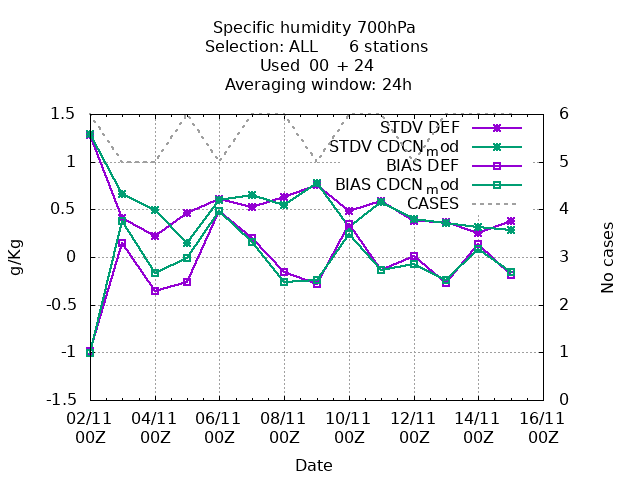 Specific humidity 700hPa
Selection: ALL 6 stations
Used 00 + 24
Averaging window: 24h
1.5
1
0.5
0
-0.5
-1
-1.5
g/Kg
STDV DEF
STDV CDCNmod
BIAS DEF
BIAS CDCNmod
CASES
6
5
4
3
2
1
0
No cases
02/11 04/11 06/11 08/11 10/11 12/11 14/11 16/11
00Z 00Z 00Z 00Z 00Z 00Z 00Z 00Z
Date